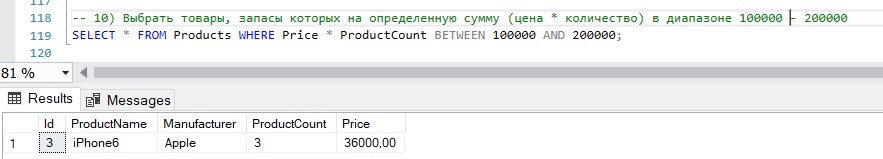 117
118 -- 10) Выбрать товары, запасы которых на определенную сумму (цена * количество) в диапазоне 100000 - 200000
119 SELECT * FROM Products WHERE Price * ProductCount BETWEEN 100000 AND 200000;
120
81 %
Results Messages
Id ProductName Manufacturer ProductCount Price
1 3 iPhone6 Apple 3 36000,00